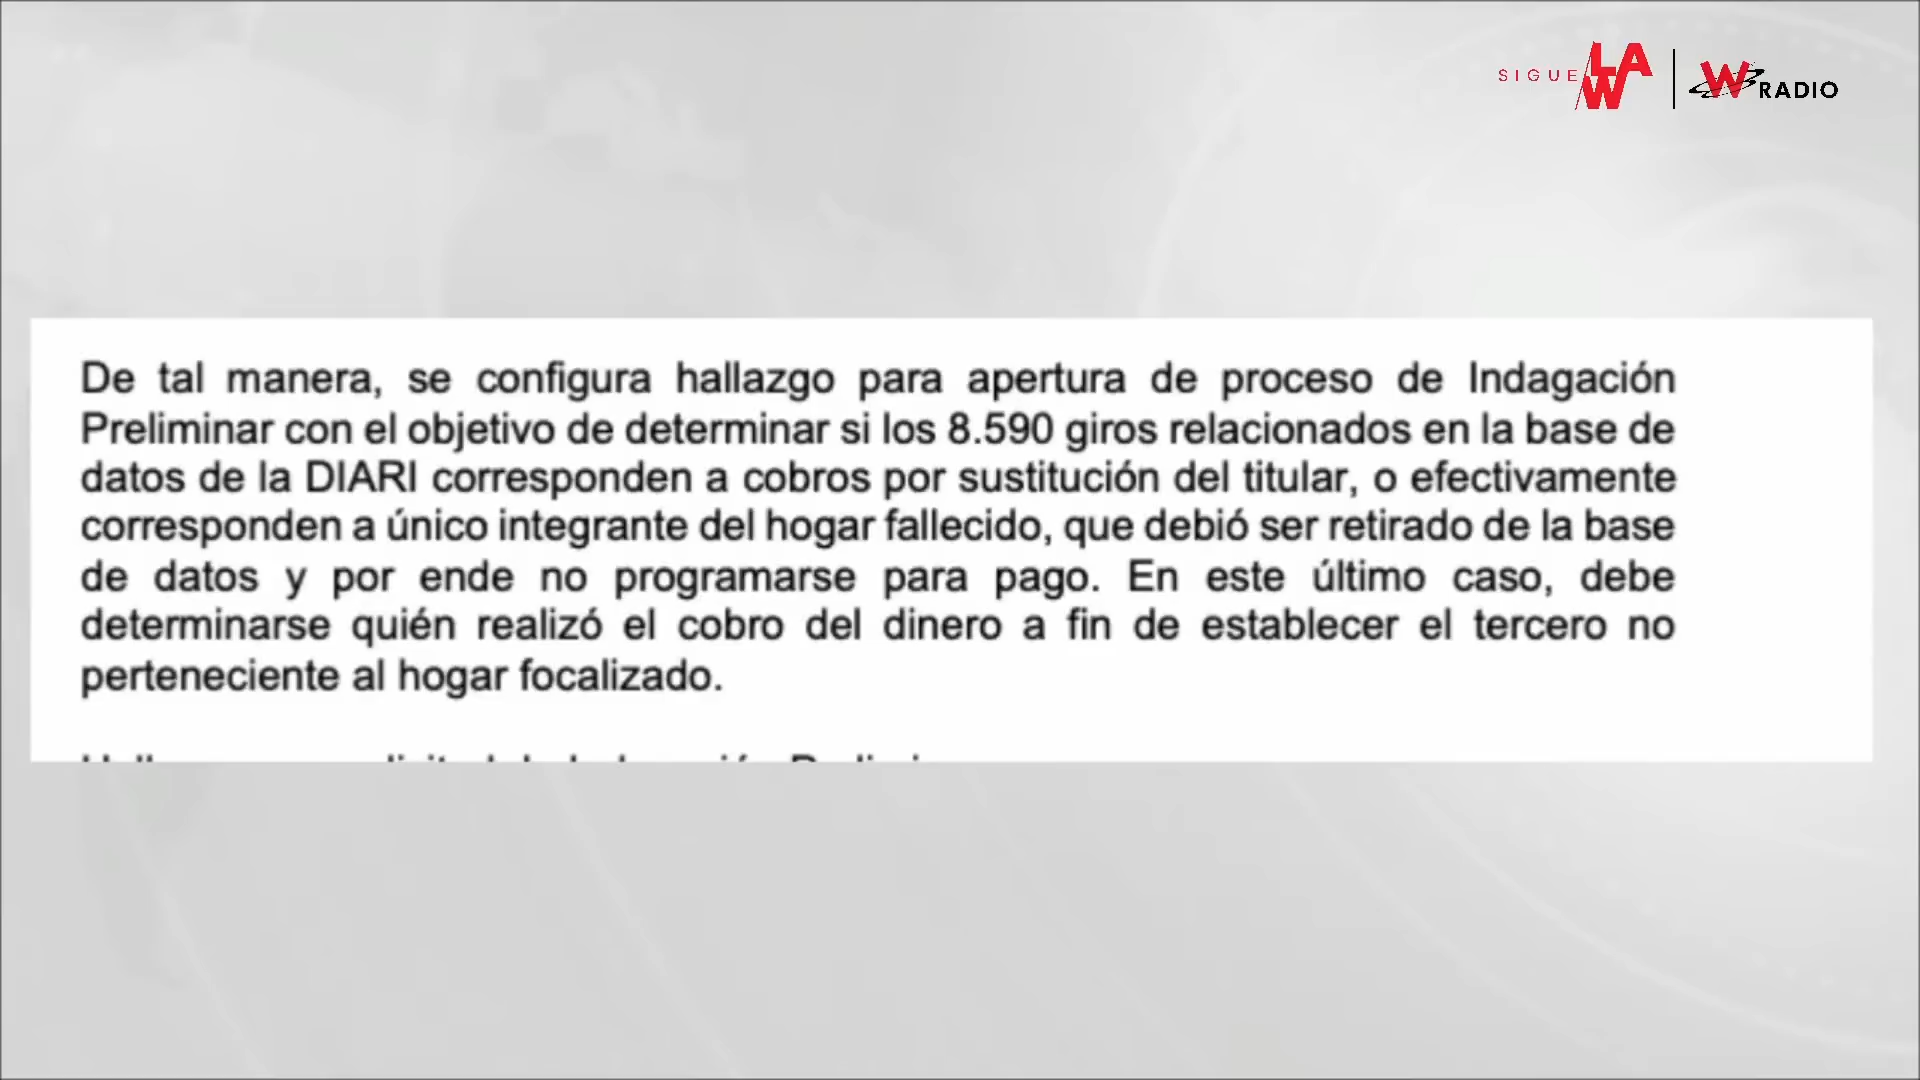 SIGUE LA W
W RADIO
De tal manera, se configura hallazgo para apertura de proceso de Indagación
Preliminar con el objetivo de determinar si los 8.590 giros relacionados en la base de
datos de la DIARI corresponden a cobros por sustitución del titular, o efectivamente
corresponden a único integrante del hogar fallecido, que debió ser retirado de la base
de datos y por ende no programarse para pago. En este último caso, debe
determinarse quién realizó el cobro del dinero a fin de establecer el tercero no
perteneciente al hogar focalizado.